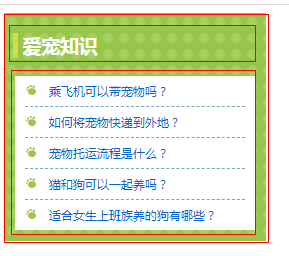 爱宠知识
乘飞机可以带宠物吗？
如何将宠物快递到外地？
宠物托运流程是什么？
猫和狗可以一起养吗？
适合女生上班族养的狗有哪些？